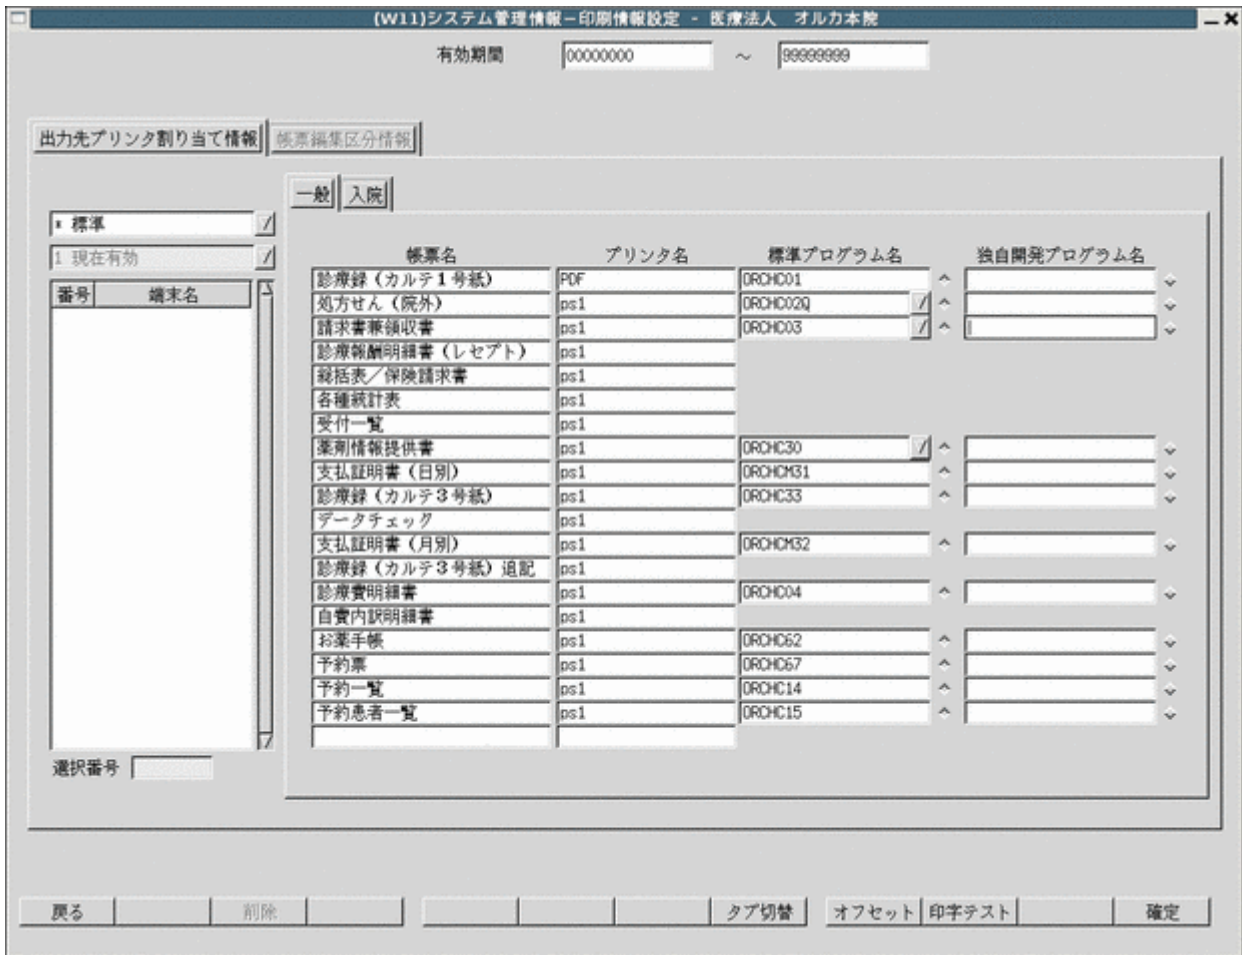 (W11)システム管理情報－印刷情報設定 - 医療法人　オルカ本院
有効期間 00000000 ～ 99999999
出力先プリンタ割り当て情報 帳票編集区分情報
一般 入院
* 標準
1 現在有効
番号 端末名
帳票名 プリンタ名 標準プログラム名 独自開発プログラム名
診療録（カルテ１号紙） PDF ORCHC01
処方せん（院外） ps1 ORCHC02Q
請求書兼領収書 ps1 ORCHC03
診療報酬明細書（レセプト） ps1
総括表／保険請求書 ps1
各種統計表 ps1
受付一覧 ps1
薬剤情報提供書 ps1 ORCHC30
支払証明書（日別） ps1 ORCHCM31
診療録（カルテ３号紙） ps1 ORCHC33
データチェック ps1
支払証明書（月別） ps1 ORCHCM32
診療録（カルテ３号紙）追記 ps1
診療費明細書 ps1 ORCHC04
自費内訳明細書 ps1
お薬手帳 ps1 ORCHC62
予約票 ps1 ORCHC67
予約一覧 ps1 ORCHC14
予約患者一覧 ps1 ORCHC15
選択番号
戻る 削除 タブ切替 オフセット 印字テスト 確定